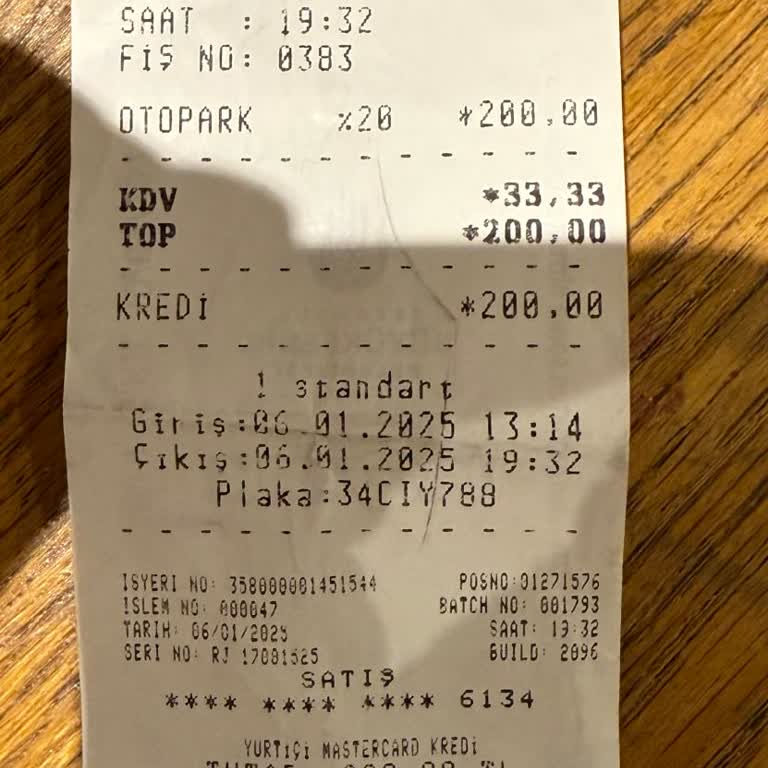 SAAT : 19:32
FİŞ NO: 0383
OTOPARK %20 *200,00
KDV *33,33
TOP *200,00
KREDİ *200,00
1 standart
Giriş:06.01.2025 13:14
Çıkış:06.01.2025 19:32
Plaka:34CIY788
ISYERI NO: 358000001451544 POSNO:01271576
İSLEM NO: 000047 BATCH NO: 001793
TARIH: 06/01/2025 SAAT: 19:32
SERI NO: RJ 17081525 BUILD: 2096
SATIŞ
**** **** **** 6134
YURTİÇİ MASTERCARD KREDİ